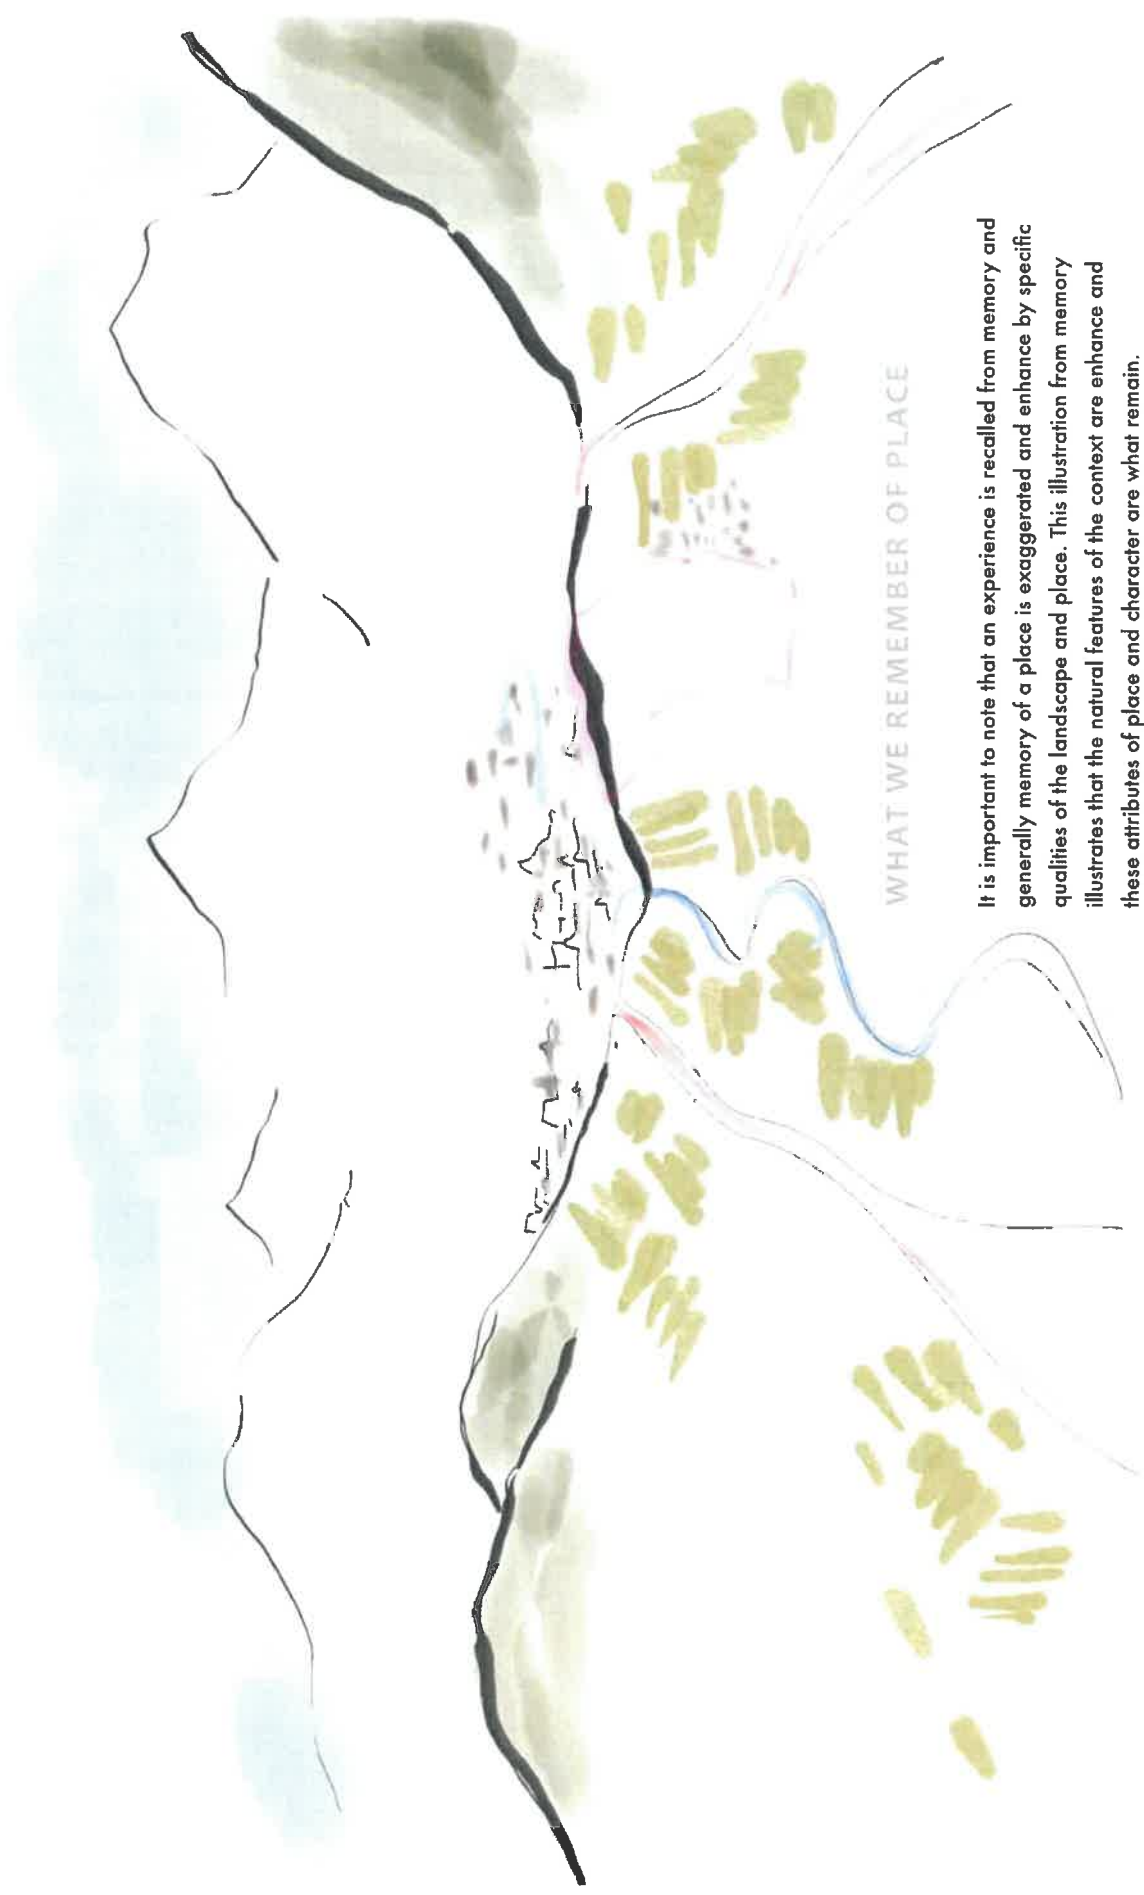 WHAT WE REMEMBER OF PLACE
It is important to note that an experience is recalled from memory and
generally memory of a place is exaggerated and enhance by specific
qualities of the landscape and place. This illustration from memory
illustrates that the natural features of the context are enhance and
these attributes of place and character are what remain.